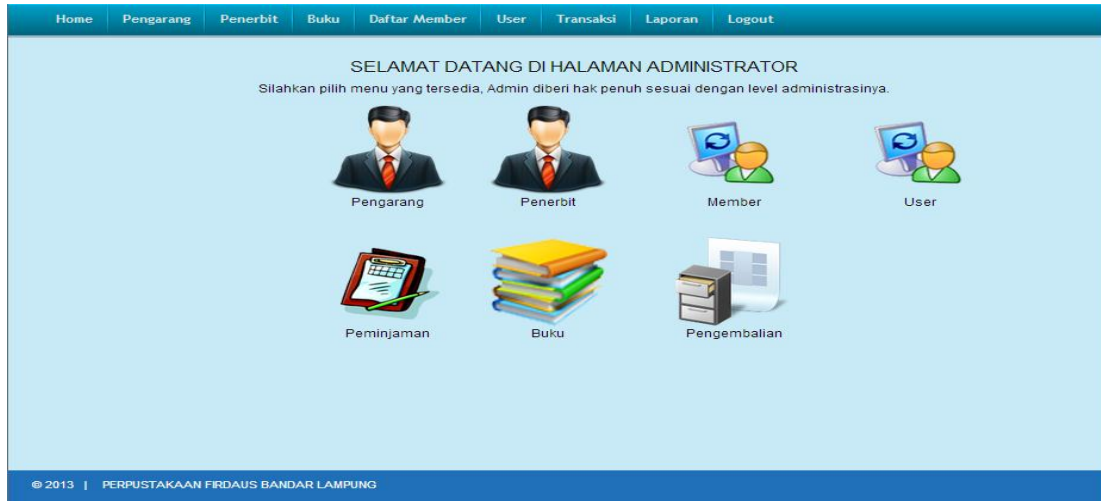 Home Pengarang Penerbit Buku Daftar Member User Transaksi Laporan Logout
SELAMAT DATANG DI HALAMAN ADMINISTRATOR
Silahkan pilih menu yang tersedia, Admin diberi hak penuh sesuai dengan level administrasinya.
Pengarang Penerbit Member User
Peminjaman Buku Pengembalian
© 2013 | PERPUSTAKAAN FIRDAUS BANDAR LAMPUNG